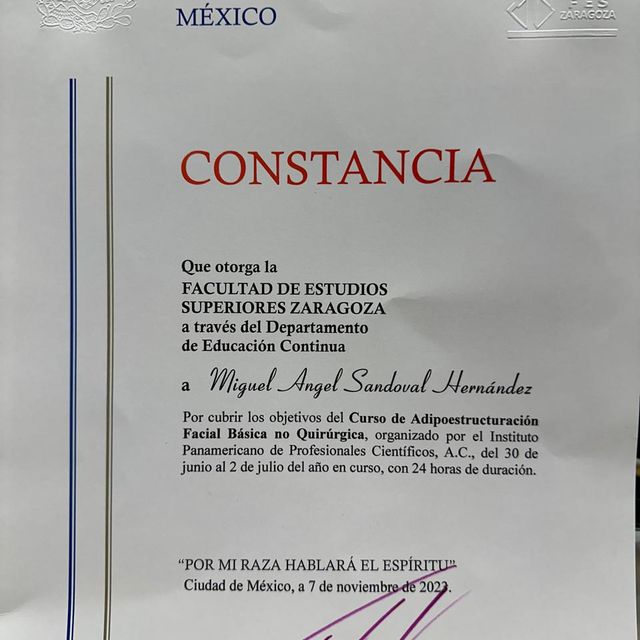 MÉXICO
FES
ZARAGOZA
CONSTANCIA
Que otorga la
FACULTAD DE ESTUDIOS
SUPERIORES ZARAGOZA
a través del Departamento
de Educación Continua
a Miguel Angel Sandoval Hernández
Por cubrir los objetivos del Curso de Adipoestructuración
Facial Básica no Quirúrgica, organizado por el Instituto
Panamericano de Profesionales Científicos, A.C., del 30 de
junio al 2 de julio del año en curso, con 24 horas de duración.
“POR MI RAZA HABLARÁ EL ESPÍRITU”
Ciudad de México, a 7 de noviembre de 2023.